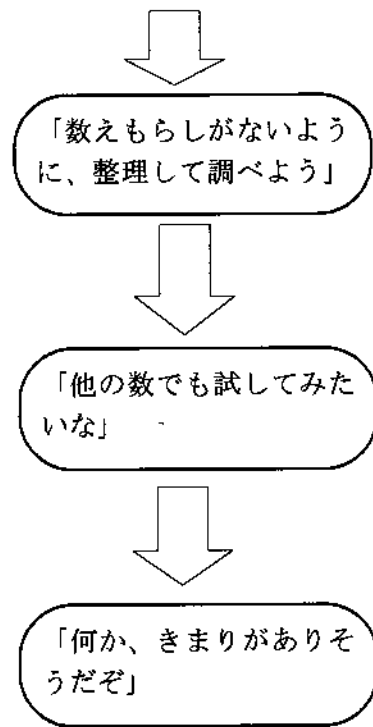 「数えもらしがないよう
に、整理して調べよう」
「他の数でも試してみた
いな」
「何か、きまりがありそ
うだぞ」